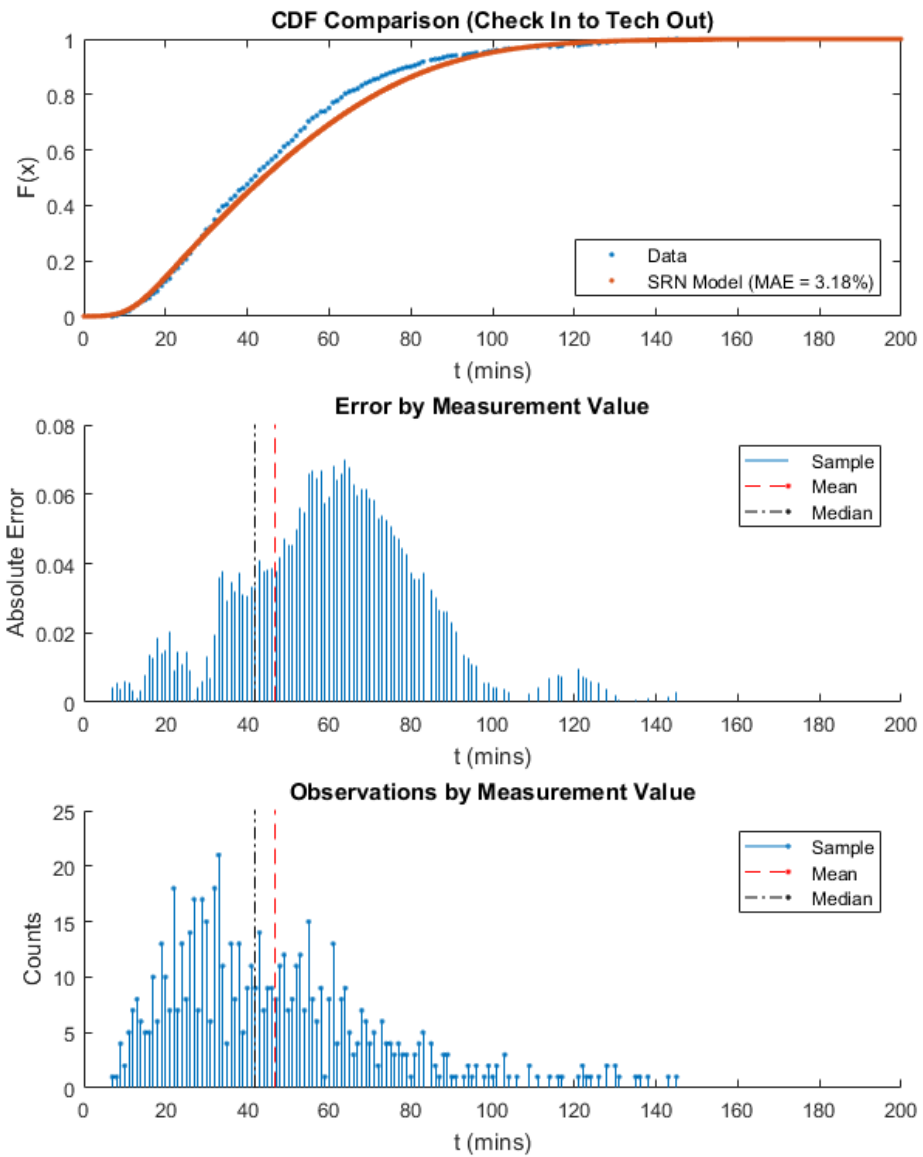 CDF Comparison (Check In to Tech Out)
1
0.8
0.6
0.4
0.2
0
F(x)
Data
SRN Model (MAE = 3.18%)
0 20 40 60 80 100 120 140 160 180 200
t (mins)
Error by Measurement Value
0.08
0.06
0.04
0.02
0
Absolute Error
Sample
Mean
Median
0 20 40 60 80 100 120 140 160 180 200
t (mins)
Observations by Measurement Value
25
20
15
10
5
0
Counts
Sample
Mean
Median
0 20 40 60 80 100 120 140 160 180 200
t (mins)